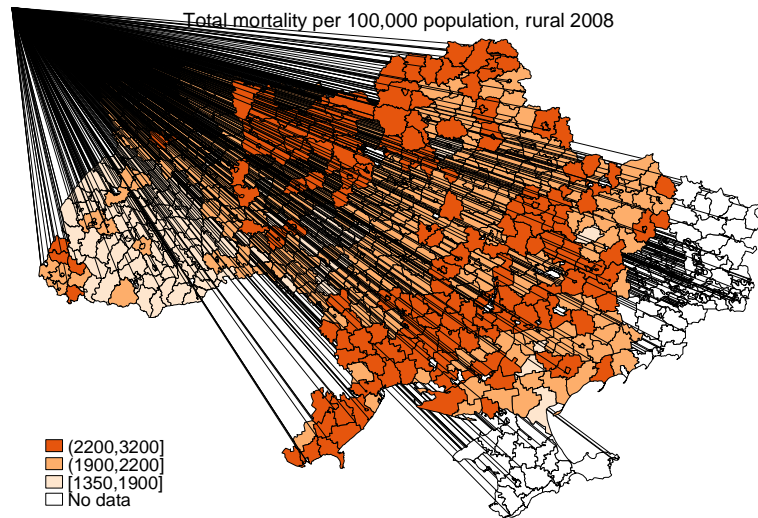 Total mortality per 100,000 population, rural 2008
(2200,3200]
(1900,2200]
[1350,1900]
No data